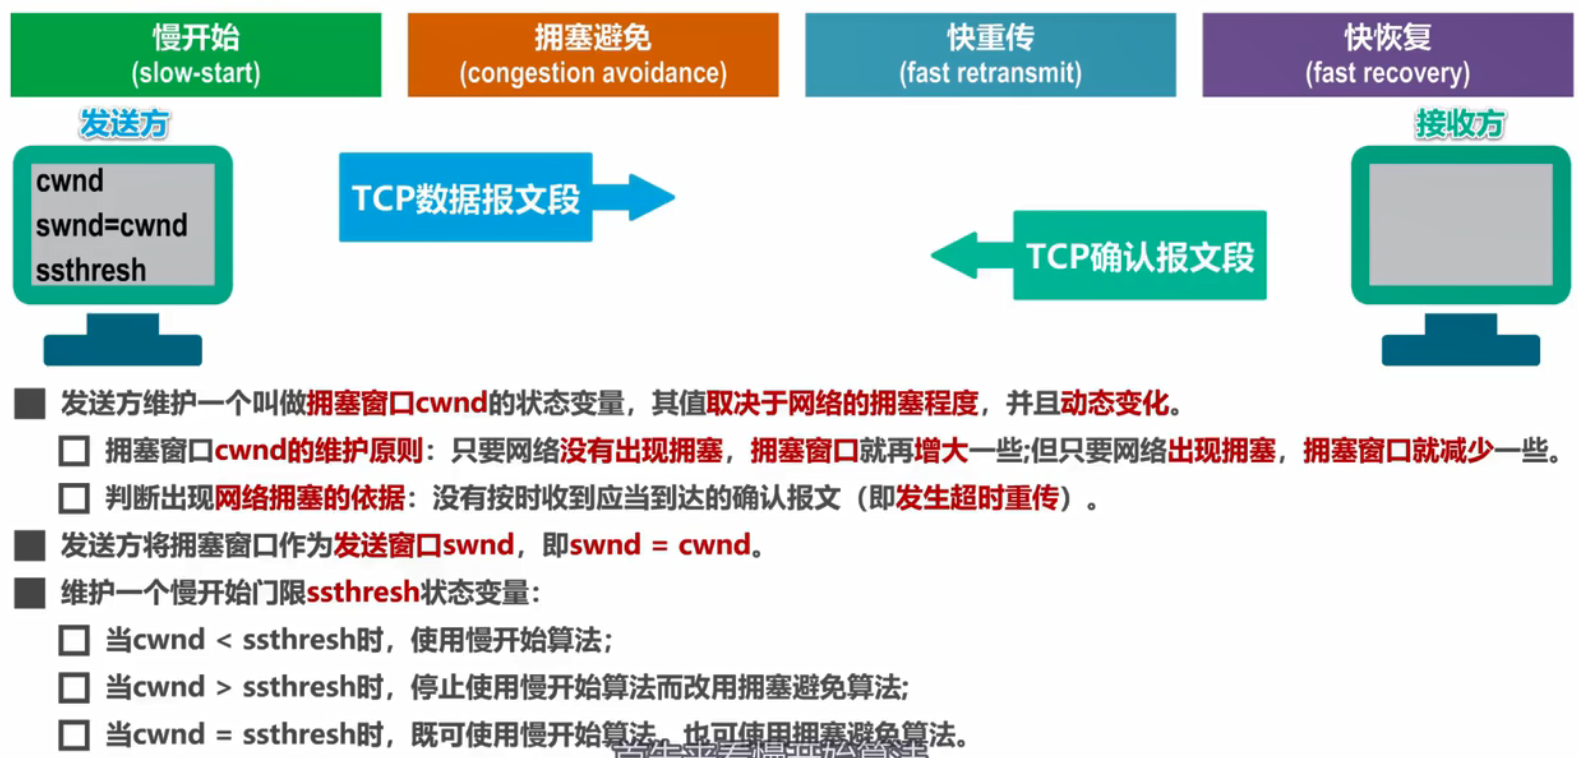 慢开始
(slow-start)
拥塞避免
(congestion avoidance)
快重传
(fast retransmit)
快恢复
(fast recovery)
发送方
接收方
cwnd
swnd=cwnd
ssthresh
TCP数据报文段
TCP确认报文段
发送方维护一个叫做拥塞窗口cwnd的状态变量，其值取决于网络的拥塞程度，并且动态变化。
拥塞窗口cwnd的维护原则：只要网络没有出现拥塞，拥塞窗口就再增大一些;但只要网络出现拥塞，拥塞窗口就减少一些。
判断出现网络拥塞的依据：没有按时收到应当到达的确认报文（即发生超时重传）。
发送方将拥塞窗口作为发送窗口swnd，即swnd = cwnd。
维护一个慢开始门限ssthresh状态变量：
当cwnd < ssthresh时，使用慢开始算法；
当cwnd > ssthresh时，停止使用慢开始算法而改用拥塞避免算法;
当cwnd = ssthresh时，既可使用慢开始算法，也可使用拥塞避免算法。
首先来看慢开始算法